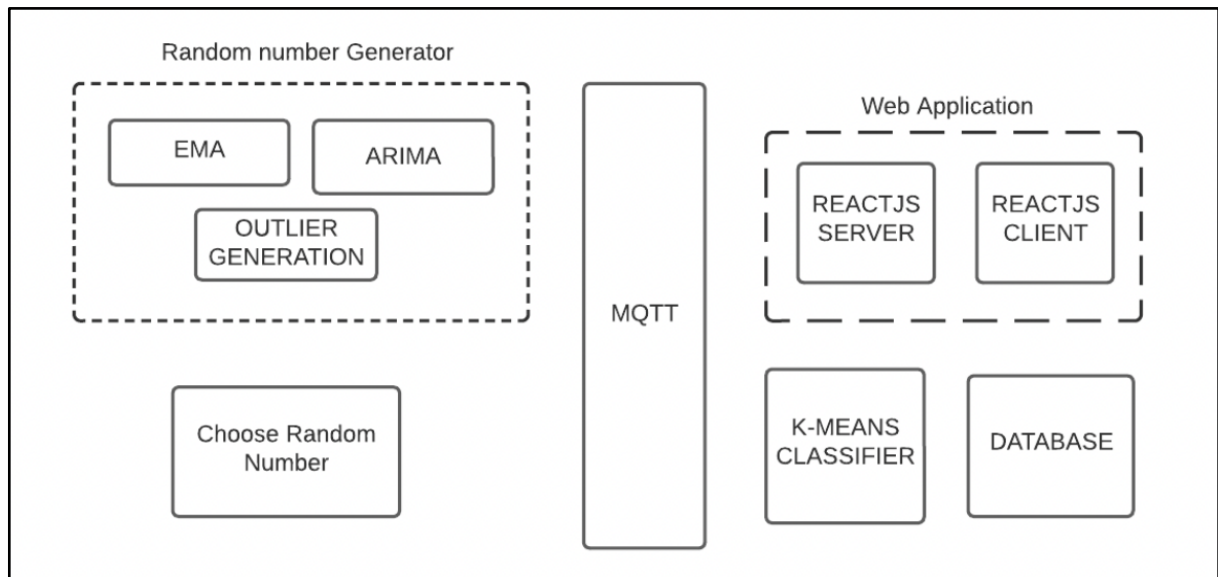 Random number Generator
EMA
ARIMA
OUTLIER
GENERATION
Choose Random
Number
MQTT
Web Application
REACTJS
SERVER
REACTJS
CLIENT
K-MEANS
CLASSIFIER
DATABASE